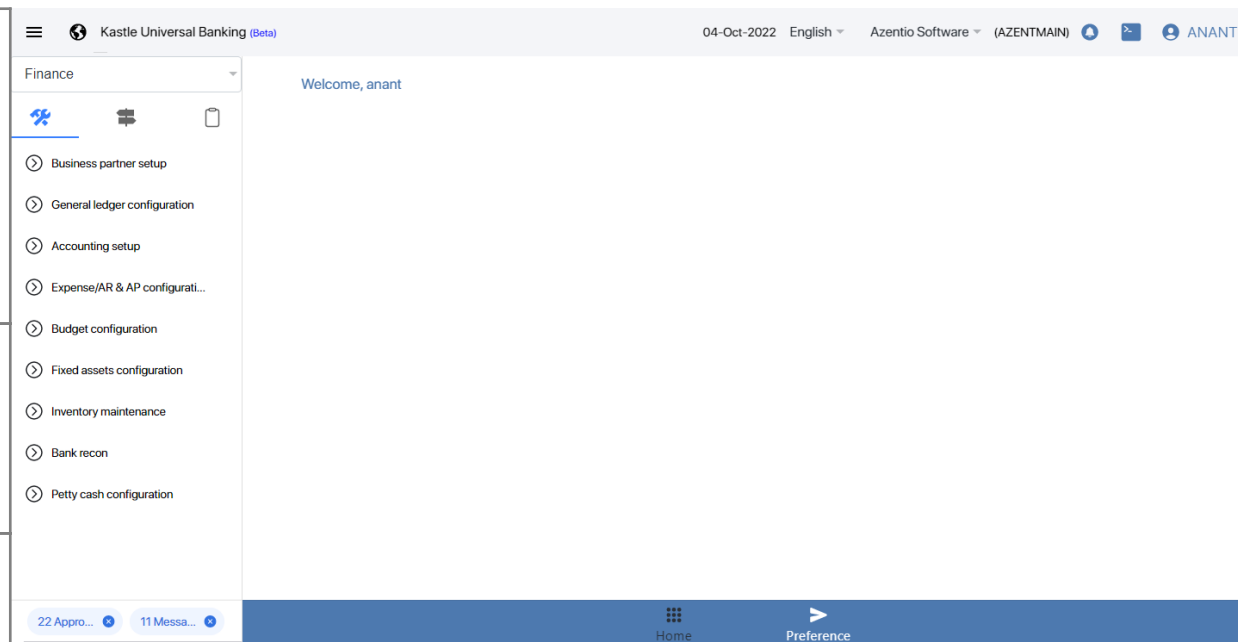 Kastle Universal Banking (Beta)
04-Oct-2022 English Azentio Software (AZENTMAIN) ANANT
Finance
Welcome, anant
Business partner setup
General ledger configuration
Accounting setup
Expense/AR & AP configurati...
Budget configuration
Fixed assets configuration
Inventory maintenance
Bank recon
Petty cash configuration
22 Appro... 11 Messa...
Home Preference